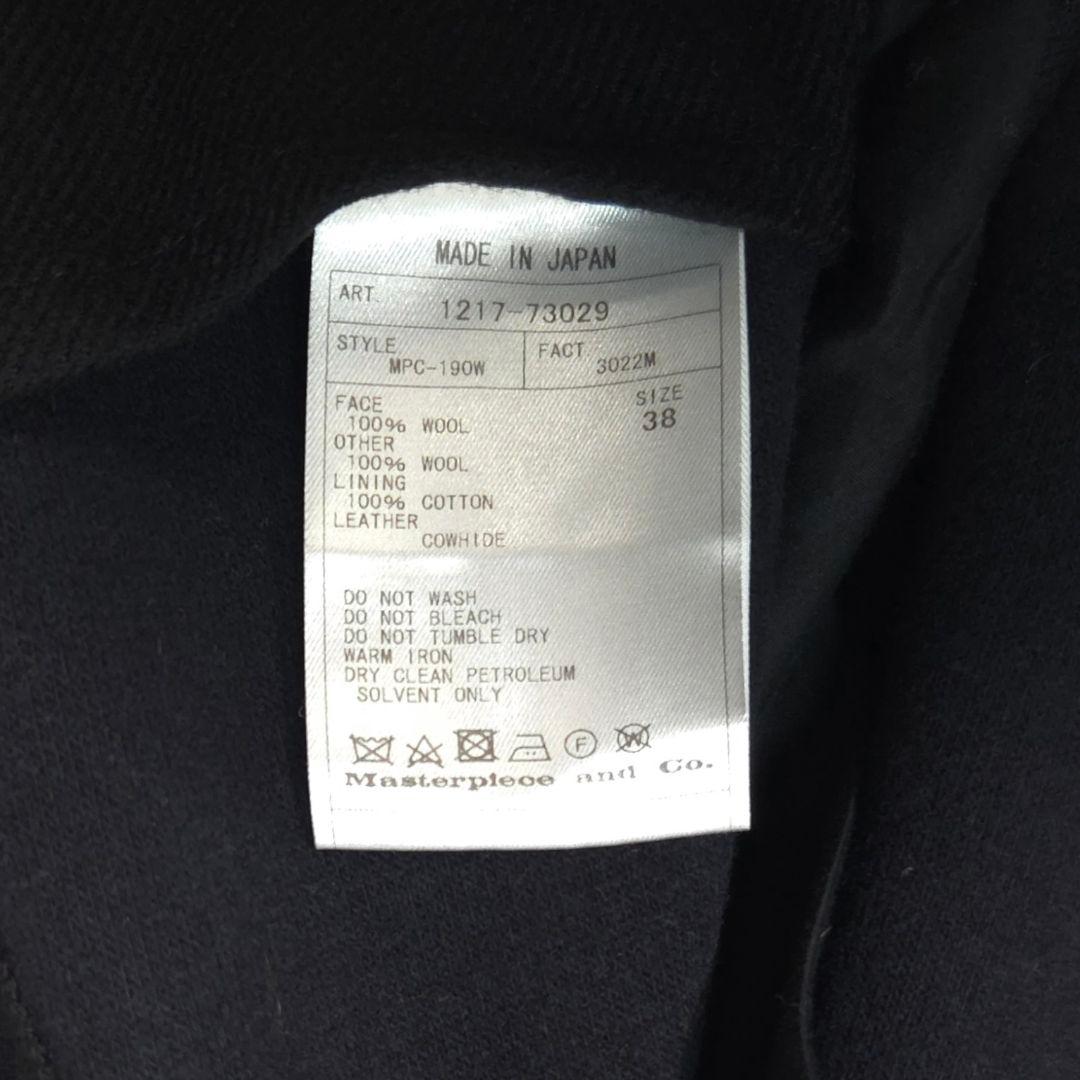 MADE IN JAPAN
ART. 1217-73029
STYLE MPC-190W FACT 3022M
FACE SIZE
100% WOOL 38
OTHER
100% WOOL
LINING
100% COTTON
LEATHER
COWHIDE
DO NOT WASH
DO NOT BLEACH
DO NOT TUMBLE DRY
WARM IRON
DRY CLEAN PETROLEUM
SOLVENT ONLY
F W
Masterpiece and Co.